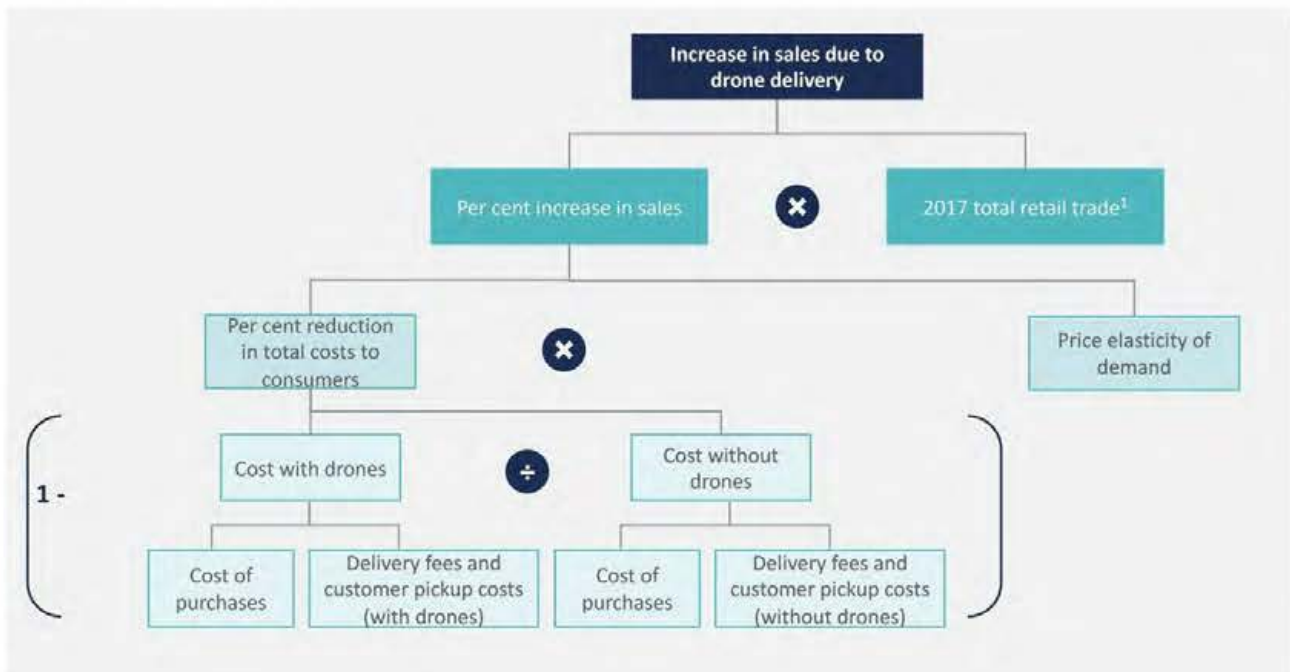 Increase in sales due to
drone delivery
Per cent increase in sales
×
2017 total retail trade¹
Per cent reduction
in total costs to
consumers
×
Price elasticity of
demand
1 -
Cost with drones
÷
Cost without
drones
Cost of
purchases
Delivery fees and
customer pickup costs
(with drones)
Cost of
purchases
Delivery fees and
customer pickup costs
(without drones)